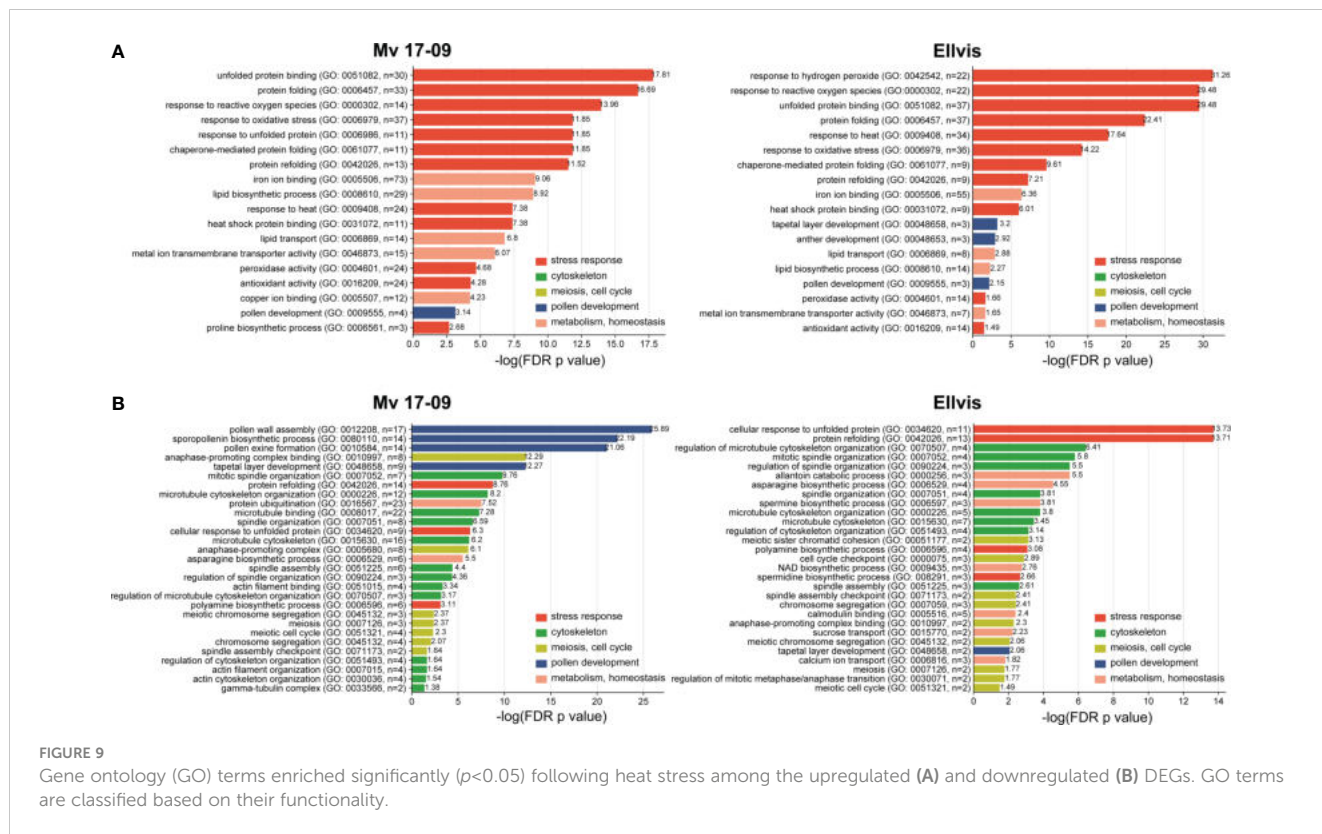 A
Mv 17-09
unfolded protein binding (GO: 0051082, n=30) 17.81
protein folding (GO: 0006457, n=33) 16.69
response to reactive oxygen species (GO: 0000302, n=14) 13.96
response to oxidative stress (GO: 0006979, n=37) 11.85
response to unfolded protein (GO: 0006986, n=11) 11.85
chaperone-mediated protein folding (GO: 0061077, n=11) 11.85
protein refolding (GO: 0042026, n=13) 11.52
iron ion binding (GO: 0005506, n=73) 9.06
lipid biosynthetic process (GO: 0008610, n=29) 8.92
response to heat (GO: 0009408, n=24) 7.38
heat shock protein binding (GO: 0031072, n=11) 7.38
lipid transport (GO: 0006869, n=14) 6.8
metal ion transmembrane transporter activity (GO: 0046873, n=15) 6.07
peroxidase activity (GO: 0004601, n=24) 4.68
antioxidant activity (GO: 0016209, n=24) 4.28
copper ion binding (GO: 0005507, n=12) 4.23
pollen development (GO: 0009555, n=4) 3.14
proline biosynthetic process (GO: 0006561, n=3) 2.68
stress response
cytoskeleton
meiosis, cell cycle
pollen development
metabolism, homeostasis
0.0 2.5 5.0 7.5 10.0 12.5 15.0 17.5
-log(FDR p value)
Ellvis
response to hydrogen peroxide (GO: 0042542, n=22) 31.26
response to reactive oxygen species (GO:0000302, n=22) 29.48
unfolded protein binding (GO: 0051082, n=37) 29.48
protein folding (GO: 0006457, n=37) 22.41
response to heat (GO: 0009408, n=34) 17.64
response to oxidative stress (GO: 0006979, n=36) 14.22
chaperone-mediated protein folding (GO: 0061077, n=9) 9.61
protein refolding (GO: 0042026, n=9) 7.21
iron ion binding (GO: 0005506, n=55) 6.36
heat shock protein binding (GO: 00031072, n=9) 6.01
tapetal layer development (GO: 00048658, n=3) 3.2
anther development (GO: 00048653, n=3) 2.92
lipid transport (GO: 0006869, n=8) 2.88
lipid biosynthetic process (GO: 0008610, n=14) 2.27
pollen development (GO: 0009555, n=3) 2.15
peroxidase activity (GO: 0004601, n=14) 1.66
metal ion transmembrane transporter activity (GO: 0046873, n=7) 1.65
antioxidant activity (GO: 0016209, n=14) 1.49
stress response
cytoskeleton
meiosis, cell cycle
pollen development
metabolism, homeostasis
0 5 10 15 20 25 30
-log(FDR p value)
B
Mv 17-09
pollen wall assembly (GO: 0012208, n=17) 25.89
sporopollenin biosynthetic process (GO: 0080110, n=14) 22.19
pollen exine formation (GO: 0010584, n=14) 21.06
anaphase-promoting complex binding (GO: 0010997, n=8) 12.29
tapetal layer development (GO: 0048658, n=9) 12.27
mitotic spindle organization (GO: 0007052, n=7) 9.76
protein refolding (GO: 0042026, n=14) 8.76
microtubule cytoskeleton organization (GO: 0000226, n=12) 8.2
protein ubiquitination (GO: 0016567, n=23) 7.52
microtubule binding (GO: 0008017, n=22) 7.28
spindle organization (GO: 0007051, n=8) 6.59
cellular response to unfolded protein (GO: 0034620, n=9) 6.3
microtubule cytoskeleton (GO: 0015630, n=16) 6.2
anaphase-promoting complex (GO: 0005680, n=8) 6.1
asparagine biosynthetic process (GO: 0006529, n=6) 5.5
spindle assembly (GO: 0051225, n=6) 4.4
regulation of spindle organization (GO: 0090224, n=3) 4.36
actin filament binding (GO: 0051015, n=4) 3.34
regulation of microtubule cytoskeleton organization (GO: 0070507, n=3) 3.17
polyamine biosynthetic process (GO: 0006596, n=6) 3.11
meiotic chromosome segregation (GO: 0045132, n=3) 2.37
meiosis (GO: 0007126, n=3) 2.37
meiotic cell cycle (GO: 0051321, n=4) 2.3
chromosome segregation (GO: 0045132, n=4) 2.07
spindle assembly checkpoint (GO: 0071173, n=2) 1.64
regulation of cytoskeleton organization (GO: 0051493, n=4) 1.64
actin filament organization (GO: 0007015, n=4) 1.64
actin cytoskeleton organization (GO: 0030036, n=4) 1.54
gamma-tubulin complex (GO: 0033566, n=2) 1.38
stress response
cytoskeleton
meiosis, cell cycle
pollen development
metabolism, homeostasis
0 5 10 15 20 25
-log(FDR p value)
Ellvis
cellular response to unfolded protein (GO: 0034620, n=11) 13.73
protein refolding (GO: 0042026, n=13) 13.71
regulation of microtubule cytoskeleton organization (GO: 0070507, n=4) 6.41
mitotic spindle organization (GO: 0007052, n=4) 5.8
regulation of spindle organization (GO: 0090224, n=3) 5.5
allantoin catabolic process (GO: 0000256, n=3) 5.5
asparagine biosynthetic process (GO: 0006529, n=4) 4.55
spindle organization (GO: 0007051, n=4) 3.81
spermine biosynthetic process (GO: 0006597, n=3) 3.81
microtubule cytoskeleton organization (GO: 0000226, n=5) 3.8
microtubule cytoskeleton (GO: 0015630, n=7) 3.45
regulation of cytoskeleton organization (GO: 0051493, n=4) 3.14
meiotic sister chromatid cohesion (GO: 00051177, n=2) 3.13
polyamine biosynthetic process (GO: 0006596, n=4) 3.08
cell cycle checkpoint (GO: 0000075, n=3) 2.89
NAD biosynthetic process (GO: 0009435, n=3) 2.76
spermidine biosynthetic process (GO: 008291, n=3) 2.66
spindle assembly (GO: 0051225, n=3) 2.61
spindle assembly checkpoint (GO: 0071173, n=2) 2.41
chromosome segregation (GO: 0007059, n=3) 2.41
calmodulin binding (GO: 0005516, n=5) 2.4
anaphase-promoting complex binding (GO: 0010997, n=2) 2.3
sucrose transport (GO: 0015770, n=2) 2.23
meiotic chromosome segregation (GO: 0045132, n=2) 2.06
tapetal layer development (GO: 0048658, n=2) 2.06
calcium ion transport (GO: 0006816, n=3) 1.82
meiosis (GO: 0007126, n=2) 1.77
regulation of mitotic metaphase/anaphase transition (GO: 0030071, n=2) 1.77
meiotic cell cycle (GO: 0051321, n=2) 1.49
stress response
cytoskeleton
meiosis, cell cycle
pollen development
metabolism, homeostasis
0 2 4 6 8 10 12 14
-log(FDR p value)
FIGURE 9
Gene ontology (GO) terms enriched significantly (p<0.05) following heat stress among the upregulated (A) and downregulated (B) DEGs. GO terms
are classified based on their functionality.